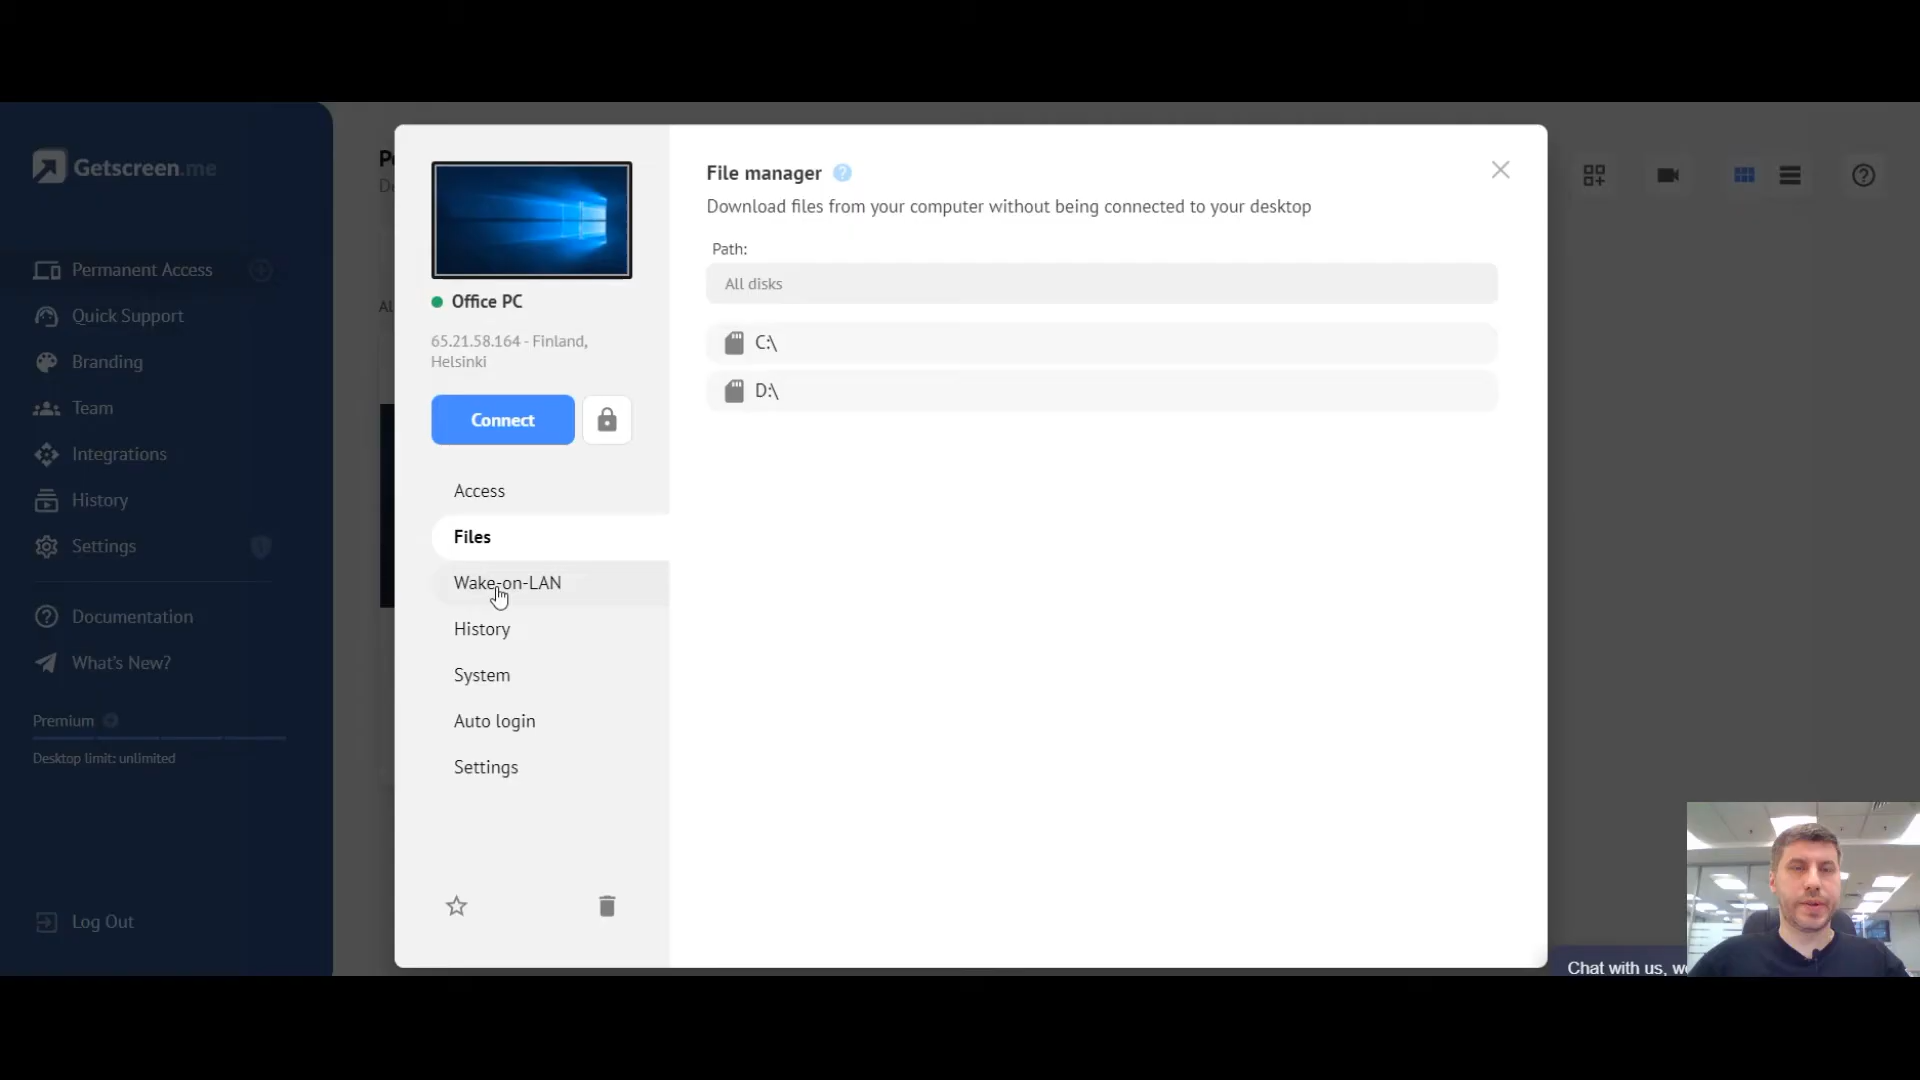 Getscreen.me
Permanent Access
Quick Support
Branding
Team
Integrations
History
Settings
Documentation
What's New?
Premium
Desktop limit: unlimited
Log Out
P
De
Al
Office PC
65.21.58.164 - Finland,
Helsinki
Connect
Access
Files
Wake-on-LAN
History
System
Auto login
Settings
File manager ?
Download files from your computer without being connected to your desktop
Path:
All disks
C:\
D:\
Chat with us, we